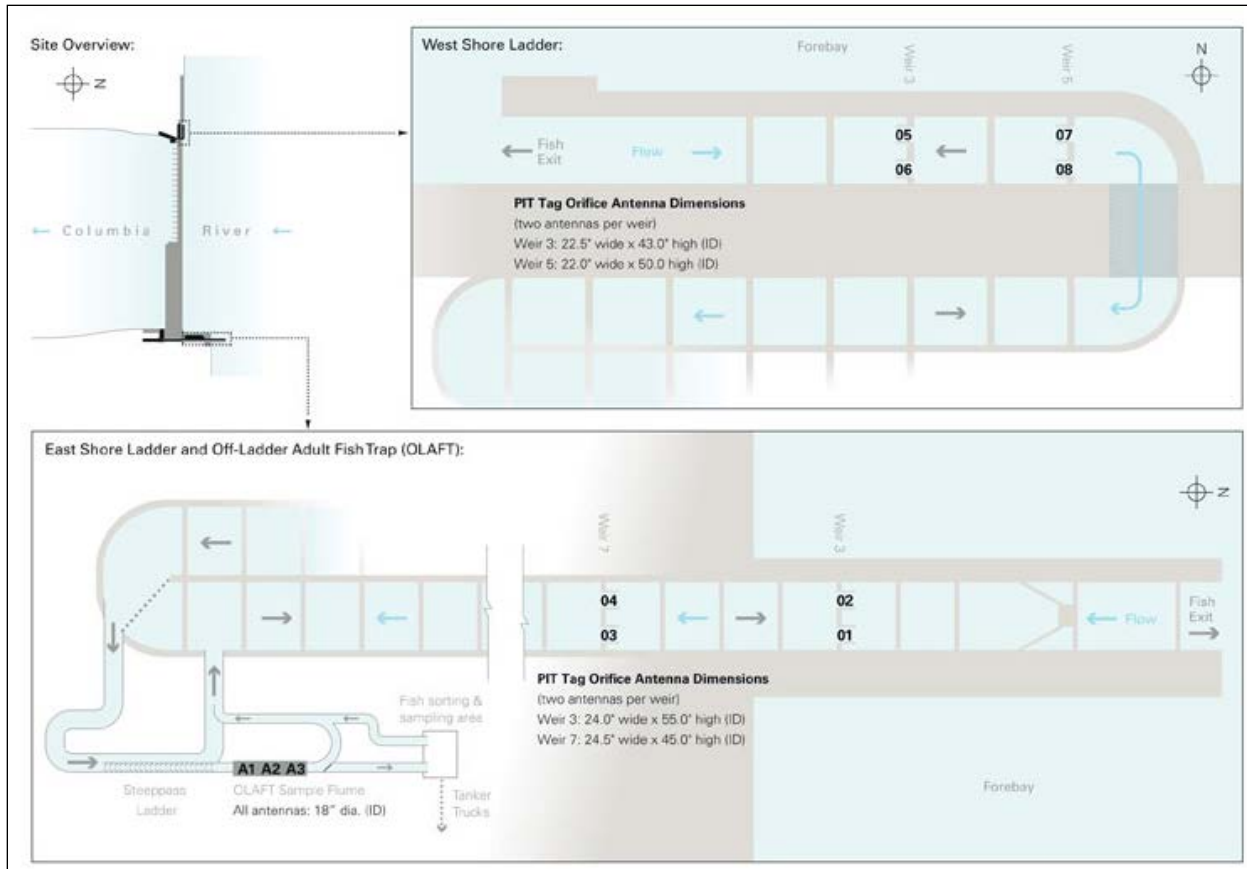 Site Overview:
N
Columbia River
West Shore Ladder:
Forebay
Weir 3
Weir 5
N
Fish
Exit
Flow
05
06
07
08
PIT Tag Orifice Antenna Dimensions
(two antennas per weir)
Weir 3: 22.5" wide x 43.0" high (ID)
Weir 5: 22.0" wide x 50.0 high (ID)
East Shore Ladder and Off-Ladder Adult Fish Trap (OLAFT):
N
Weir 7
Weir 3
04
03
02
01
Flow
Fish
Exit
PIT Tag Orifice Antenna Dimensions
(two antennas per weir)
Weir 3: 24.0" wide x 55.0" high (ID)
Weir 7: 24.5" wide x 45.0" high (ID)
Fish sorting &
sampling area
A1 A2 A3
Steeppass
Ladder
OLAFT Sample Flume
All antennas: 18" dia. (ID)
Tanker
Trucks
Forebay